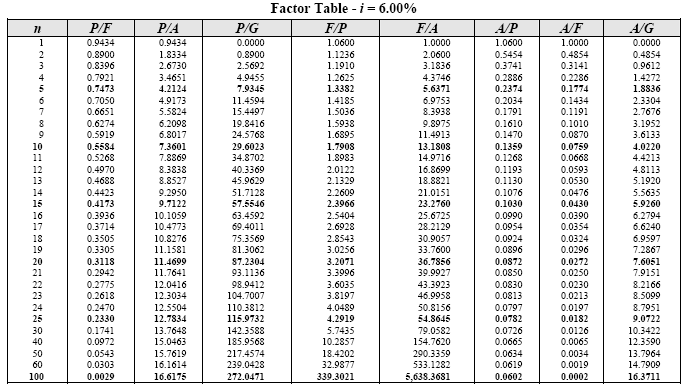 Factor Table - i = 6.00%
n P/F P/A P/G F/P F/A A/P A/F A/G
1 0.9434 0.9434 0.0000 1.0600 1.0000 1.0600 1.0000 0.0000
2 0.8900 1.8334 0.8900 1.1236 2.0600 0.5454 0.4854 0.4854
3 0.8396 2.6730 2.5692 1.1910 3.1836 0.3741 0.3141 0.9612
4 0.7921 3.4651 4.9455 1.2625 4.3746 0.2886 0.2286 1.4272
5 0.7473 4.2124 7.9345 1.3382 5.6371 0.2374 0.1774 1.8836
6 0.7050 4.9173 11.4594 1.4185 6.9753 0.2034 0.1434 2.3304
7 0.6651 5.5824 15.4497 1.5036 8.3938 0.1791 0.1191 2.7676
8 0.6274 6.2098 19.8416 1.5938 9.8975 0.1610 0.1010 3.1952
9 0.5919 6.8017 24.5768 1.6895 11.4913 0.1470 0.0870 3.6133
10 0.5584 7.3601 29.6023 1.7908 13.1808 0.1359 0.0759 4.0220
11 0.5268 7.8869 34.8702 1.8983 14.9716 0.1268 0.0668 4.4213
12 0.4970 8.3838 40.3369 2.0122 16.8699 0.1193 0.0593 4.8113
13 0.4688 8.8527 45.9629 2.1329 18.8821 0.1130 0.0530 5.1920
14 0.4423 9.2950 51.7128 2.2609 21.0151 0.1076 0.0476 5.5635
15 0.4173 9.7122 57.5546 2.3966 23.2760 0.1030 0.0430 5.9260
16 0.3936 10.1059 63.4592 2.5404 25.6725 0.0990 0.0390 6.2794
17 0.3714 10.4773 69.4011 2.6928 28.2129 0.0954 0.0354 6.6240
18 0.3505 10.8276 75.3569 2.8543 30.9057 0.0924 0.0324 6.9597
19 0.3305 11.1581 81.3062 3.0256 33.7600 0.0896 0.0296 7.2867
20 0.3118 11.4699 87.2304 3.2071 36.7856 0.0872 0.0272 7.6051
21 0.2942 11.7641 93.1136 3.3996 39.9927 0.0850 0.0250 7.9151
22 0.2775 12.0416 98.9412 3.6035 43.3923 0.0830 0.0230 8.2166
23 0.2618 12.3034 104.7007 3.8197 46.9958 0.0813 0.0213 8.5099
24 0.2470 12.5504 110.3812 4.0489 50.8156 0.0797 0.0197 8.7951
25 0.2330 12.7834 115.9732 4.2919 54.8645 0.0782 0.0182 9.0722
30 0.1741 13.7648 142.3588 5.7435 79.0582 0.0726 0.0126 10.3422
40 0.0972 15.0463 185.9568 10.2857 154.7620 0.0665 0.0065 12.3590
50 0.0543 15.7619 217.4574 18.4202 290.3359 0.0634 0.0034 13.7964
60 0.0303 16.1614 239.0428 32.9877 533.1282 0.0619 0.0019 14.7909
100 0.0029 16.6175 272.0471 339.3021 5,638.3681 0.0602 0.0002 16.3711